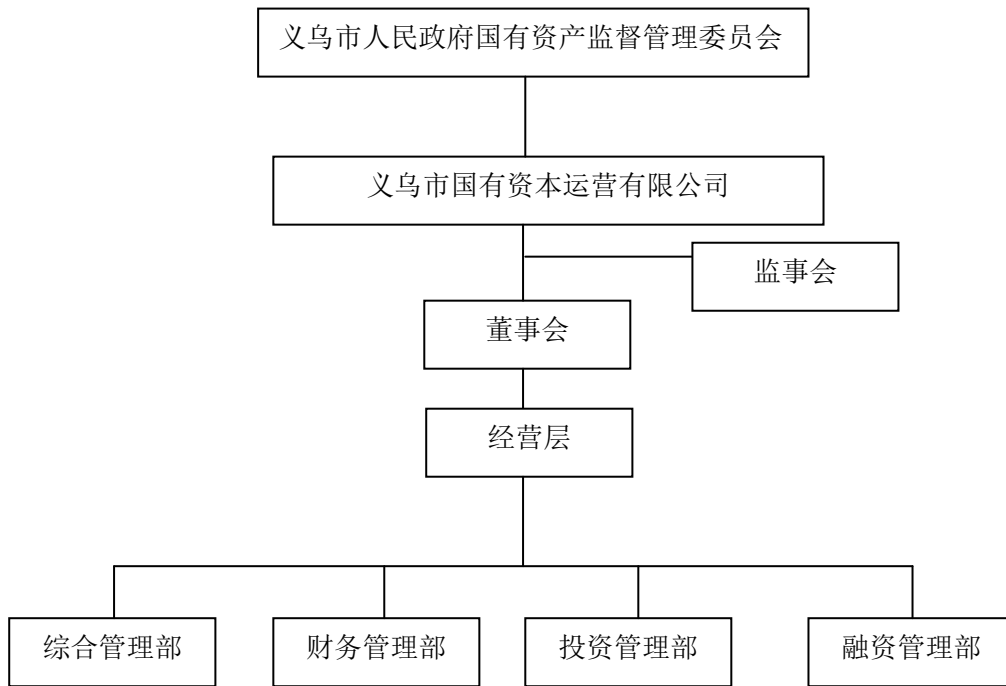 义乌市人民政府国有资产监督管理委员会
义乌市国有资本运营有限公司
监事会
董事会
经营层
综合管理部
财务管理部
投资管理部
融资管理部